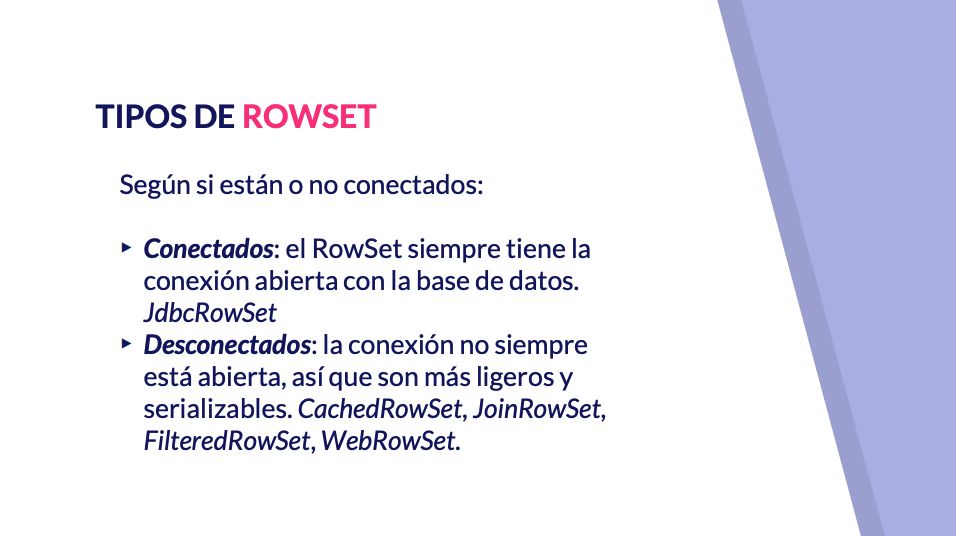 TIPOS DE ROWSET
Según si están o no conectados:
▸ Conectados: el RowSet siempre tiene la
conexión abierta con la base de datos.
JdbcRowSet
▸ Desconectados: la conexión no siempre
está abierta, así que son más ligeros y
serializables. CachedRowSet, JoinRowSet,
FilteredRowSet, WebRowSet.